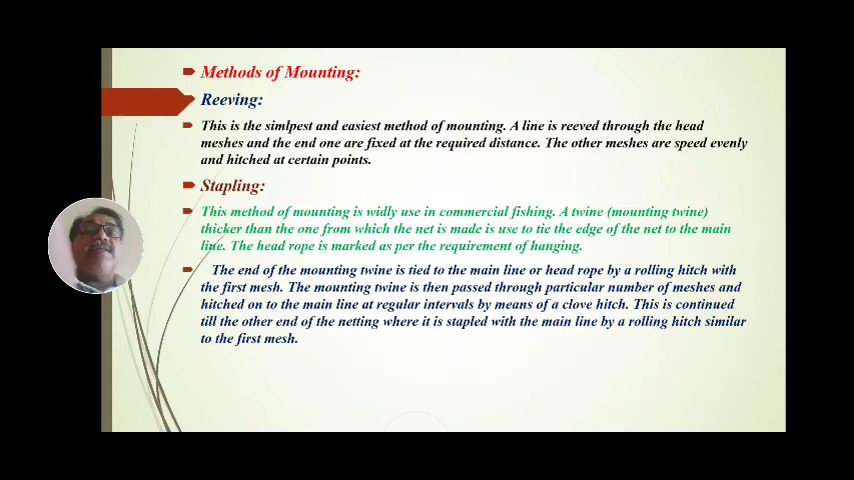 Methods of Mounting:
Reeving:
This is the simlpest and easiest method of mounting. A line is reeved through the head
meshes and the end one are fixed at the required distance. The other meshes are speed evenly
and hitched at certain points.
Stapling:
This method of mounting is widly use in commercial fishing. A twine (mounting twine)
thicker than the one from which the net is made is use to tie the edge of the net to the main
line. The head rope is marked as per the requirement of hanging.
The end of the mounting twine is tied to the main line or head rope by a rolling hitch with
the first mesh. The mounting twine is then passed through particular number of meshes and
hitched on to the main line at regular intervals by means of a clove hitch. This is continued
till the other end of the netting where it is stapled with the main line by a rolling hitch similar
to the first mesh.